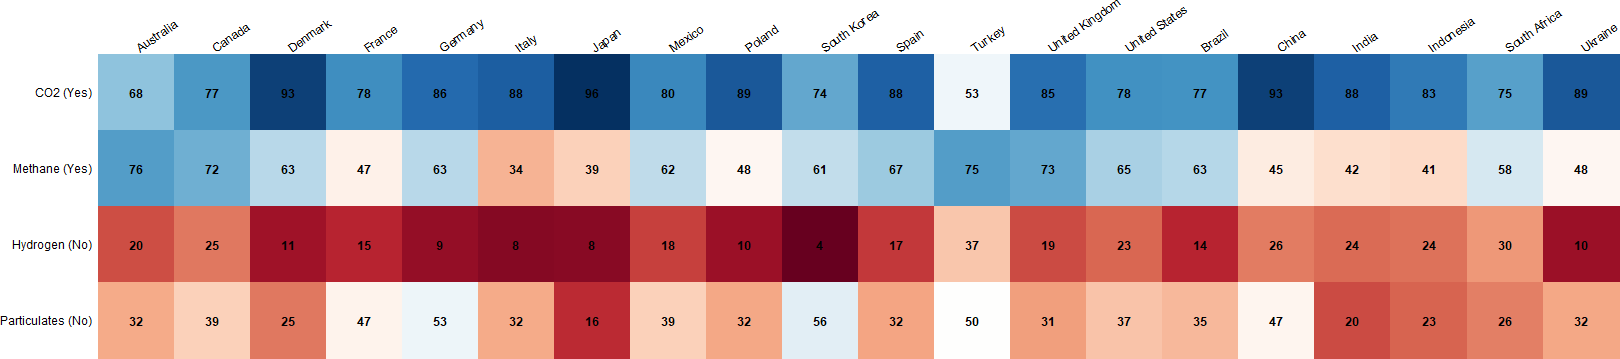 Australia Canada Denmark France Germany Italy Japan Mexico Poland South Korea Spain Turkey United Kingdom United States Brazil China India Indonesia South Africa Ukraine
CO2 (Yes) 68 77 93 78 86 88 96 80 89 74 88 53 85 78 77 93 88 83 75 89
Methane (Yes) 76 72 63 47 63 34 39 62 48 61 67 75 73 65 63 45 42 41 58 48
Hydrogen (No) 20 25 11 15 9 8 8 18 10 4 17 37 19 23 14 26 24 24 30 10
Particulates (No) 32 39 25 47 53 32 16 39 32 56 32 50 31 37 35 47 20 23 26 32